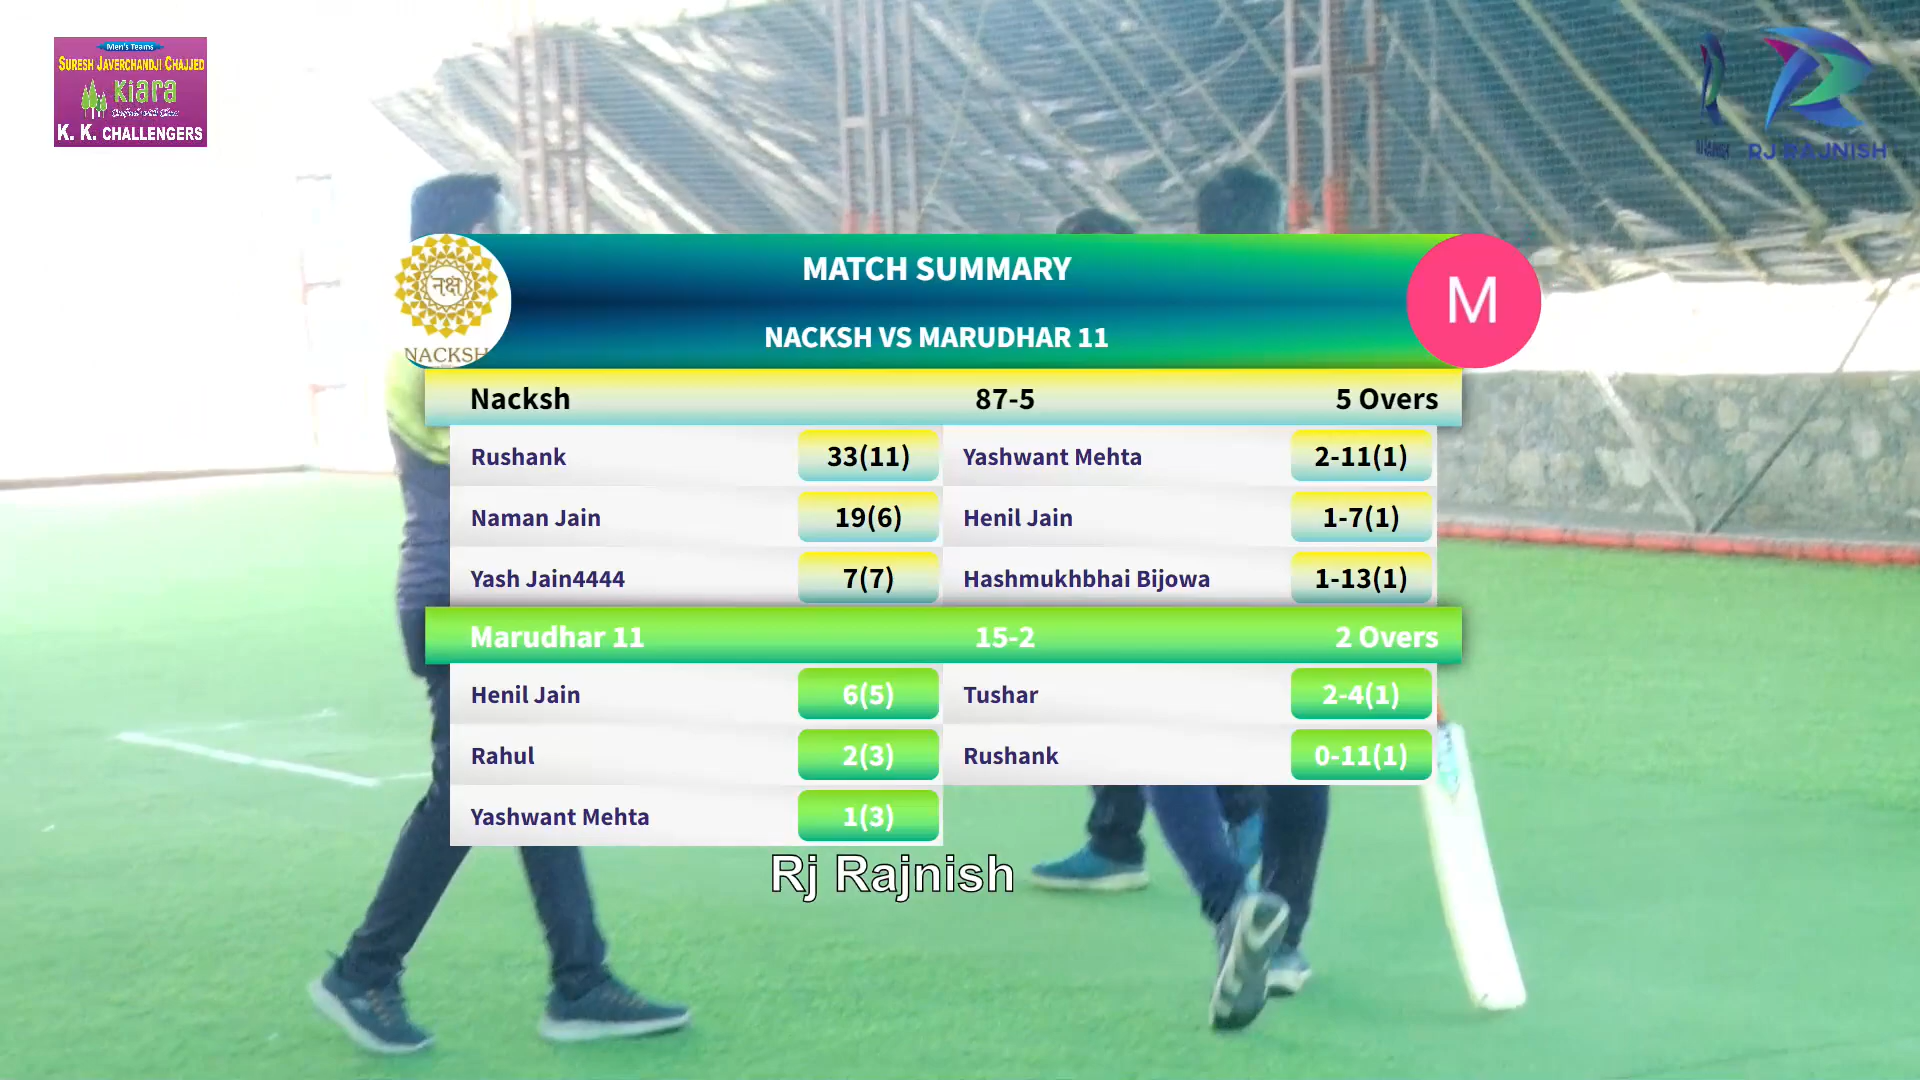 Men's Teams
SURESH JAVERCHANDJI CHAJJED
kiara
K. K. CHALLENGERS
RJ RAJNISH
नक्ष
NACKSH
MATCH SUMMARY
NACKSH VS MARUDHAR 11
M
Nacksh 87-5 5 Overs
Rushank 33(11) Yashwant Mehta 2-11(1)
Naman Jain 19(6) Henil Jain 1-7(1)
Yash Jain4444 7(7) Hashmukhbhai Bijowa 1-13(1)
Marudhar 11 15-2 2 Overs
Henil Jain 6(5) Tushar 2-4(1)
Rahul 2(3) Rushank 0-11(1)
Yashwant Mehta 1(3)
Rj Rajnish